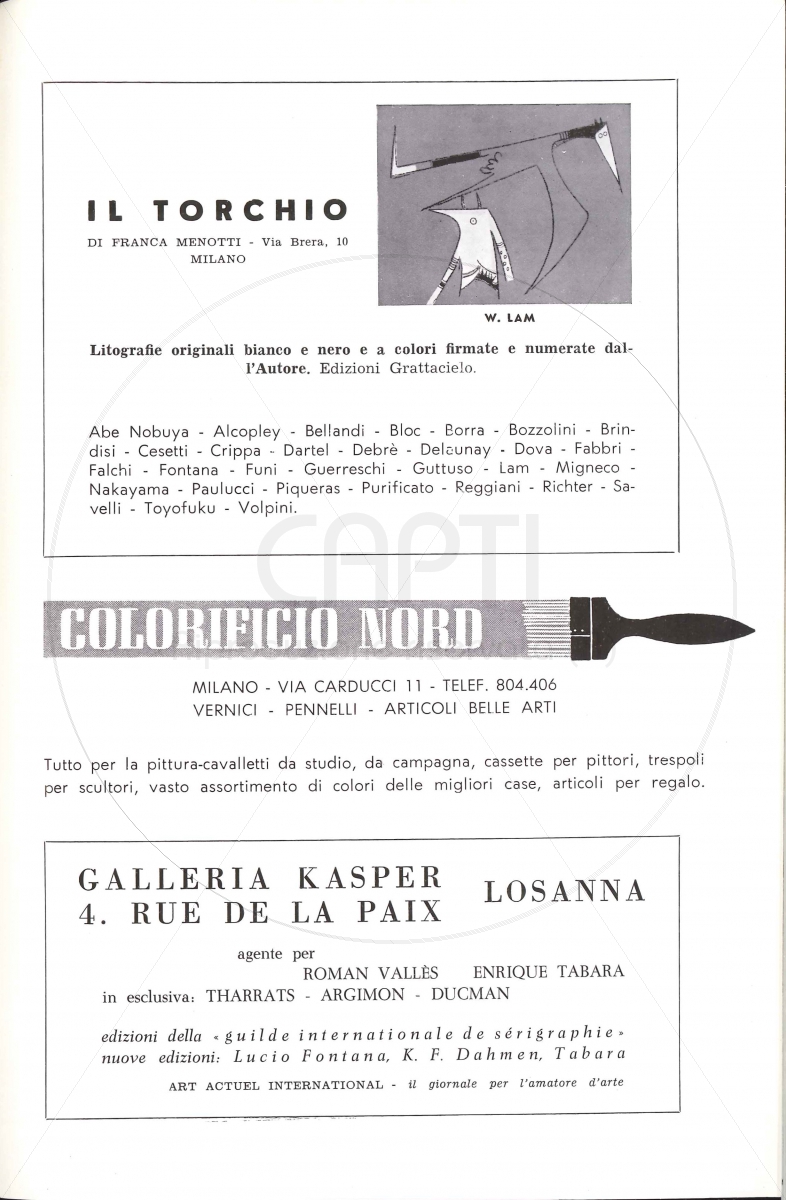 IL TORCHIO
DI FRANCA MENOTTI - Via Brera, 10
MILANO
W. LAM
Litografie originali bianco e nero e a colori firmate e numerate dal-
l'Autore. Edizioni Grattacielo.
Abe Nobuya - Alcopley - Bellandi - Bloc - Borra - Bozzolini - Brin-
disi - Cesetti - Crippa - Dartel - Debrè - Delaunay - Dova - Fabbri -
Falchi - Fontana - Funi - Guerreschi - Guttuso - Lam - Migneco -
Nakayama - Paulucci - Piqueras - Purificato - Reggiani - Richter - Sa-
velli - Toyofuku - Volpini.
CAPTI
COLORIFICIO NORD
MILANO - VIA CARDUCCI 11 - TELEF. 804.406
VERNICI - PENNELLI - ARTICOLI BELLE ARTI
Tutto per la pittura-cavalletti da studio, da campagna, cassette per pittori, trespoli
per scultori, vasto assortimento di colori delle migliori case, articoli per regalo.
GALLERIA KASPER LOSANNA
4. RUE DE LA PAIX
agente per
ROMAN VALLÈS ENRIQUE TABARA
in esclusiva: THARRATS - ARGIMON - DUCMAN
edizioni della « guilde internationale de sérigraphie »
nuove edizioni: Lucio Fontana, K. F. Dahmen, Tabara
ART ACTUEL INTERNATIONAL - il giornale per l'amatore d'arte